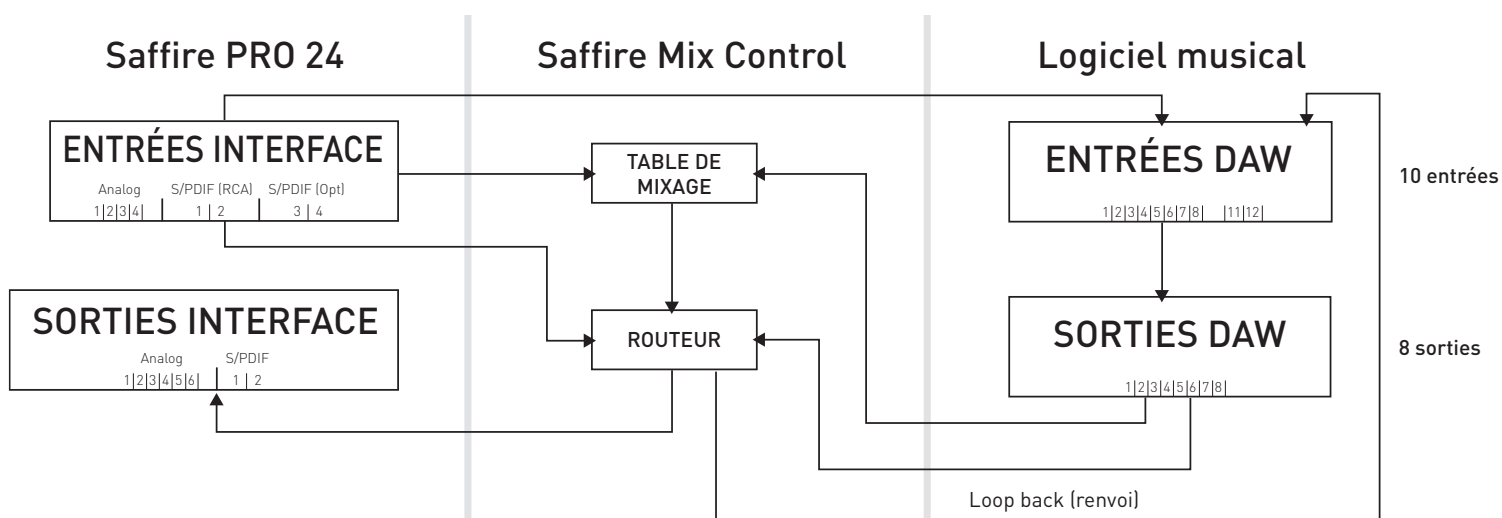 Saffire PRO 24
Saffire Mix Control
Logiciel musical
ENTRÉES INTERFACE
Analog S/PDIF (RCA) S/PDIF (Opt)
1|2|3|4| 1 | 2 3 | 4
TABLE DE
MIXAGE
ENTRÉES DAW
1|2|3|4|5|6|7|8| |11|12|
10 entrées
SORTIES INTERFACE
Analog S/PDIF
1|2|3|4|5|6| 1 | 2
ROUTEUR
SORTIES DAW
1|2|3|4|5|6|7|8|
8 sorties
Loop back (renvoi)